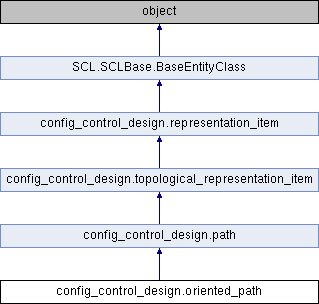 object
SCL.SCLBase.BaseEntityClass
config_control_design.representation_item
config_control_design.topological_representation_item
config_control_design.path
config_control_design.oriented_path